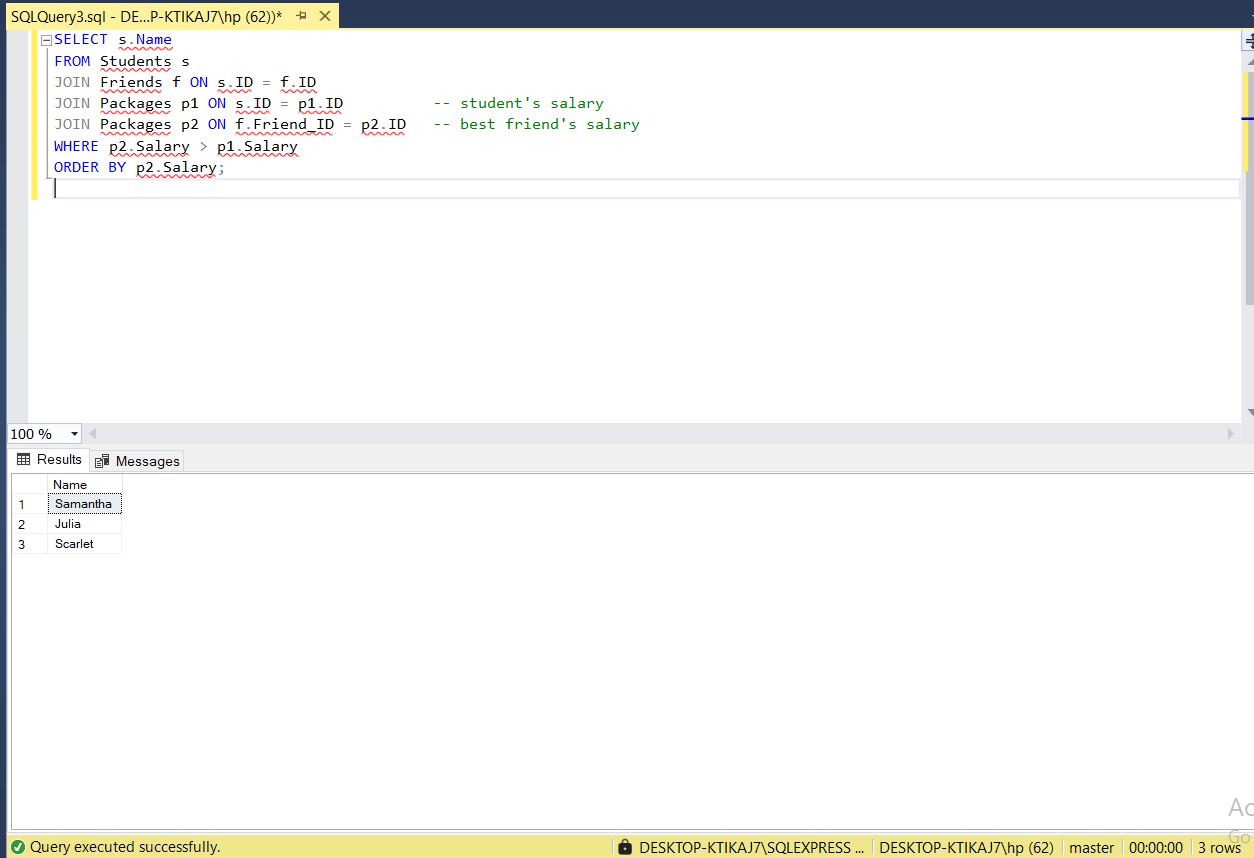 SQLQuery3.sql - DE...P-KTIKAJ7\hp (62))*
SELECT s.Name
FROM Students s
JOIN Friends f ON s.ID = f.ID
JOIN Packages p1 ON s.ID = p1.ID -- student's salary
JOIN Packages p2 ON f.Friend_ID = p2.ID -- best friend's salary
WHERE p2.Salary > p1.Salary
ORDER BY p2.Salary;
100 %
Results Messages
Name
1 Samantha
2 Julia
3 Scarlet
Ac
Go
Query executed successfully. DESKTOP-KTIKAJ7\SQLEXPRESS ... DESKTOP-KTIKAJ7\hp (62) master 00:00:00 3 rows